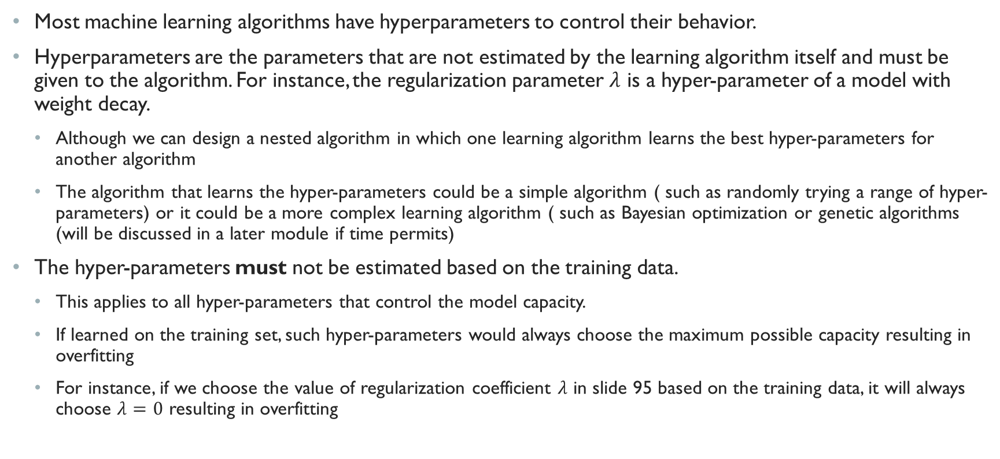 • Most machine learning algorithms have hyperparameters to control their behavior.
• Hyperparameters are the parameters that are not estimated by the learning algorithm itself and must be
given to the algorithm. For instance, the regularization parameter λ is a hyper-parameter of a model with
weight decay.
• Although we can design a nested algorithm in which one learning algorithm learns the best hyper-parameters for
another algorithm
• The algorithm that learns the hyper-parameters could be a simple algorithm ( such as randomly trying a range of hyper-
parameters) or it could be a more complex learning algorithm ( such as Bayesian optimization or genetic algorithms
(will be discussed in a later module if time permits)
• The hyper-parameters must not be estimated based on the training data.
• This applies to all hyper-parameters that control the model capacity.
• If learned on the training set, such hyper-parameters would always choose the maximum possible capacity resulting in
overfitting
• For instance, if we choose the value of regularization coefficient λ in slide 95 based on the training data, it will always
choose λ = 0 resulting in overfitting